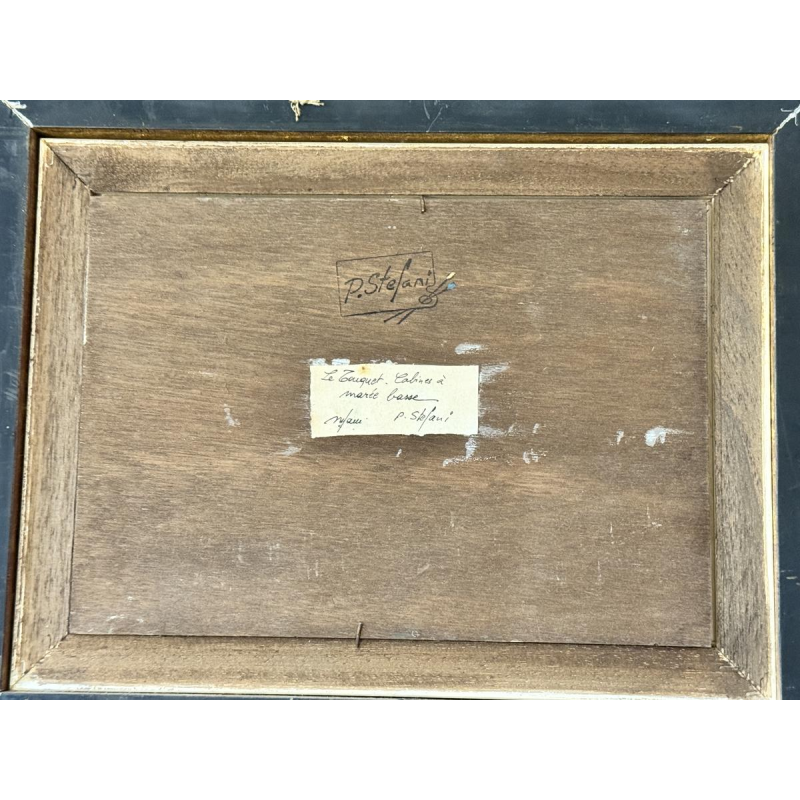 P. Stefani
Le Touquet. Cabines à
marée basse
P. Stefani